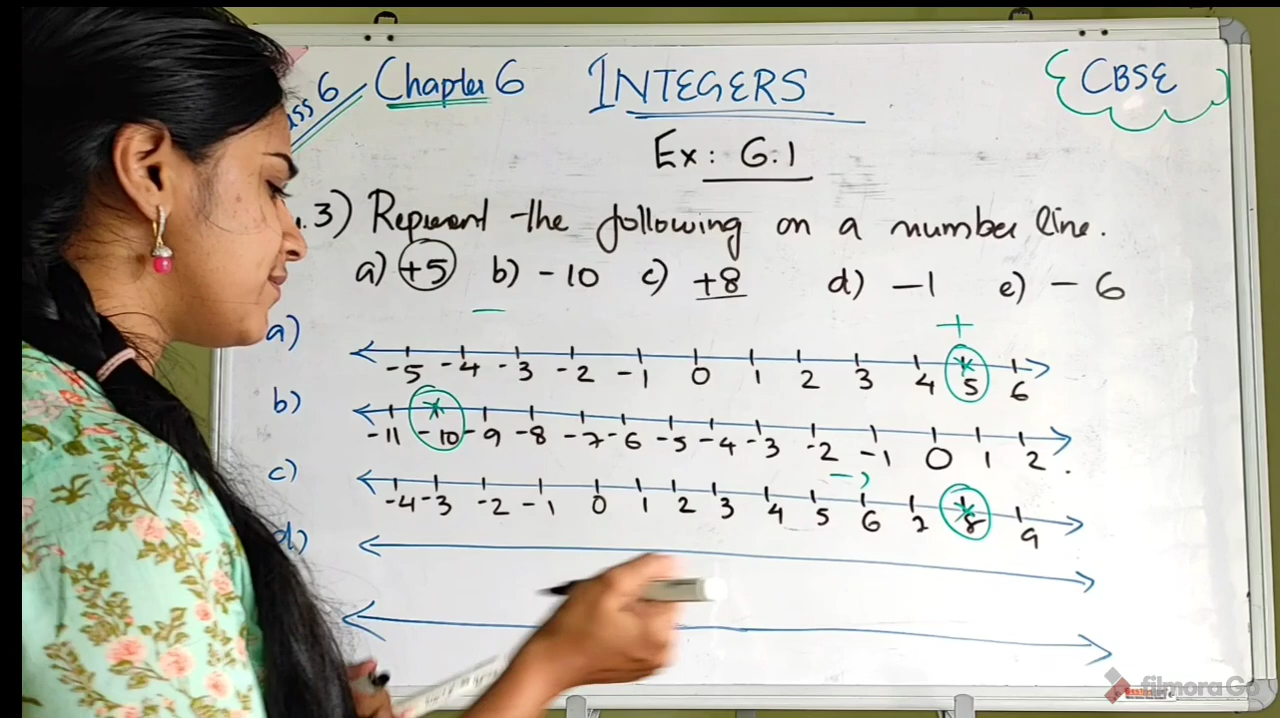 ass 6 Chapter 6 INTEGERS CBSE
Ex: 6.1
.3) Represent the following on a number line.
a) +5 b) -10 c) +8 d) -1 e) - 6
— +
a)
-5 -4 -3 -2 -1 0 1 2 3 4 5 6
b)
-11 -10 -9 -8 -7 -6 -5 -4 -3 -2 -1 0 1 2 .
c)
-4 -3 -2 -1 0 1 2 3 4 5 6 7 8 9
d)
filmora Go